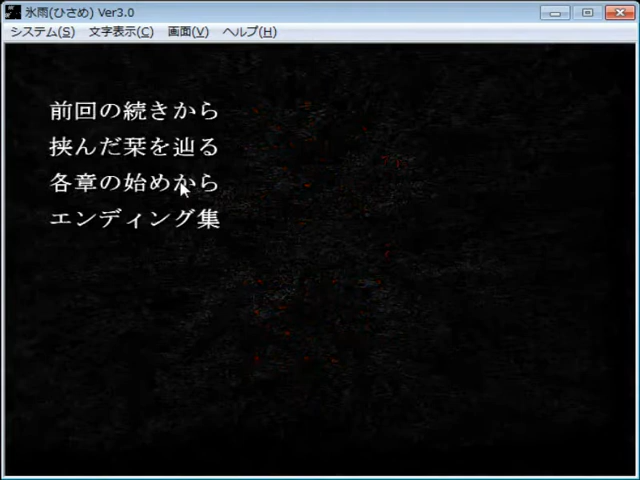 氷雨(ひさめ) Ver3.0
システム(S) 文字表示(C) 画面(V) ヘルプ(H)
前回の続きから
挟んだ栞を辿る
各章の始めから
エンディング集